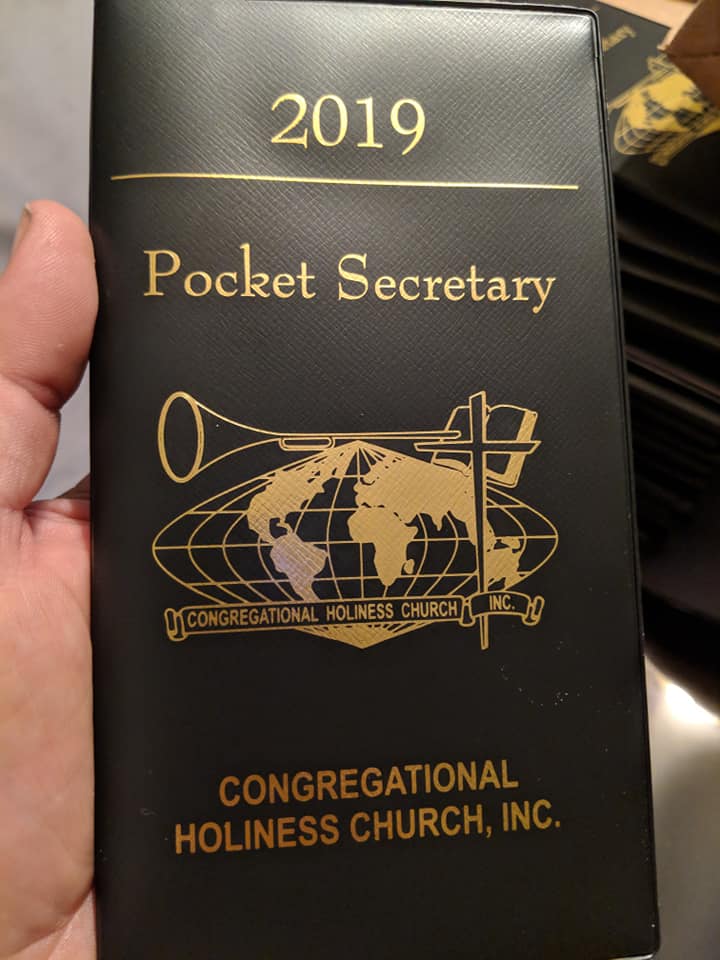 2019
Pocket Secretary
CONGREGATIONAL HOLINESS CHURCH INC.
CONGREGATIONAL
HOLINESS CHURCH, INC.